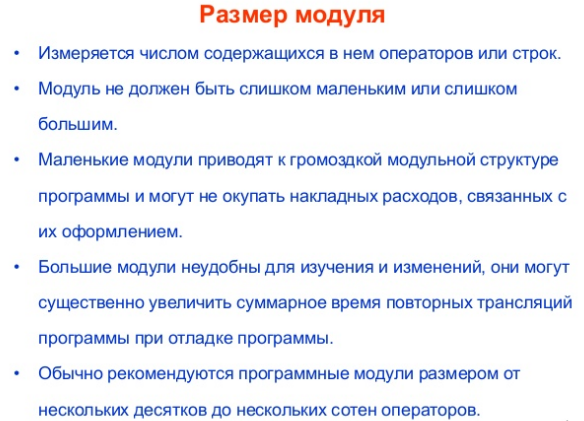 Размер модуля
• Измеряется числом содержащихся в нем операторов или строк.
• Модуль не должен быть слишком маленьким или слишком
большим.
• Маленькие модули приводят к громоздкой модульной структуре
программы и могут не окупать накладных расходов, связанных с
их оформлением.
• Большие модули неудобны для изучения и изменений, они могут
существенно увеличить суммарное время повторных трансляций
программы при отладке программы.
• Обычно рекомендуются программные модули размером от
нескольких десятков до нескольких сотен операторов.